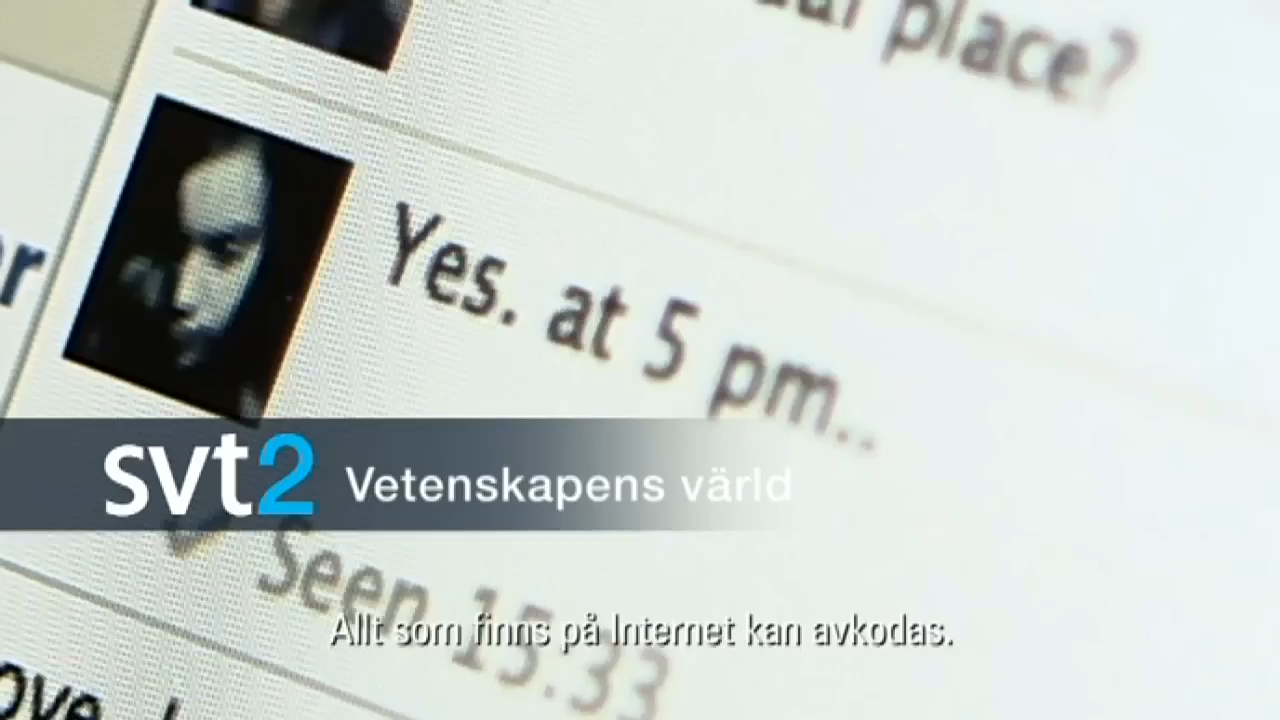 place?
Yes. at 5 pm..
svt2 Vetenskapens värld
Seen 15:33
Allt som finns på Internet kan avkodas.